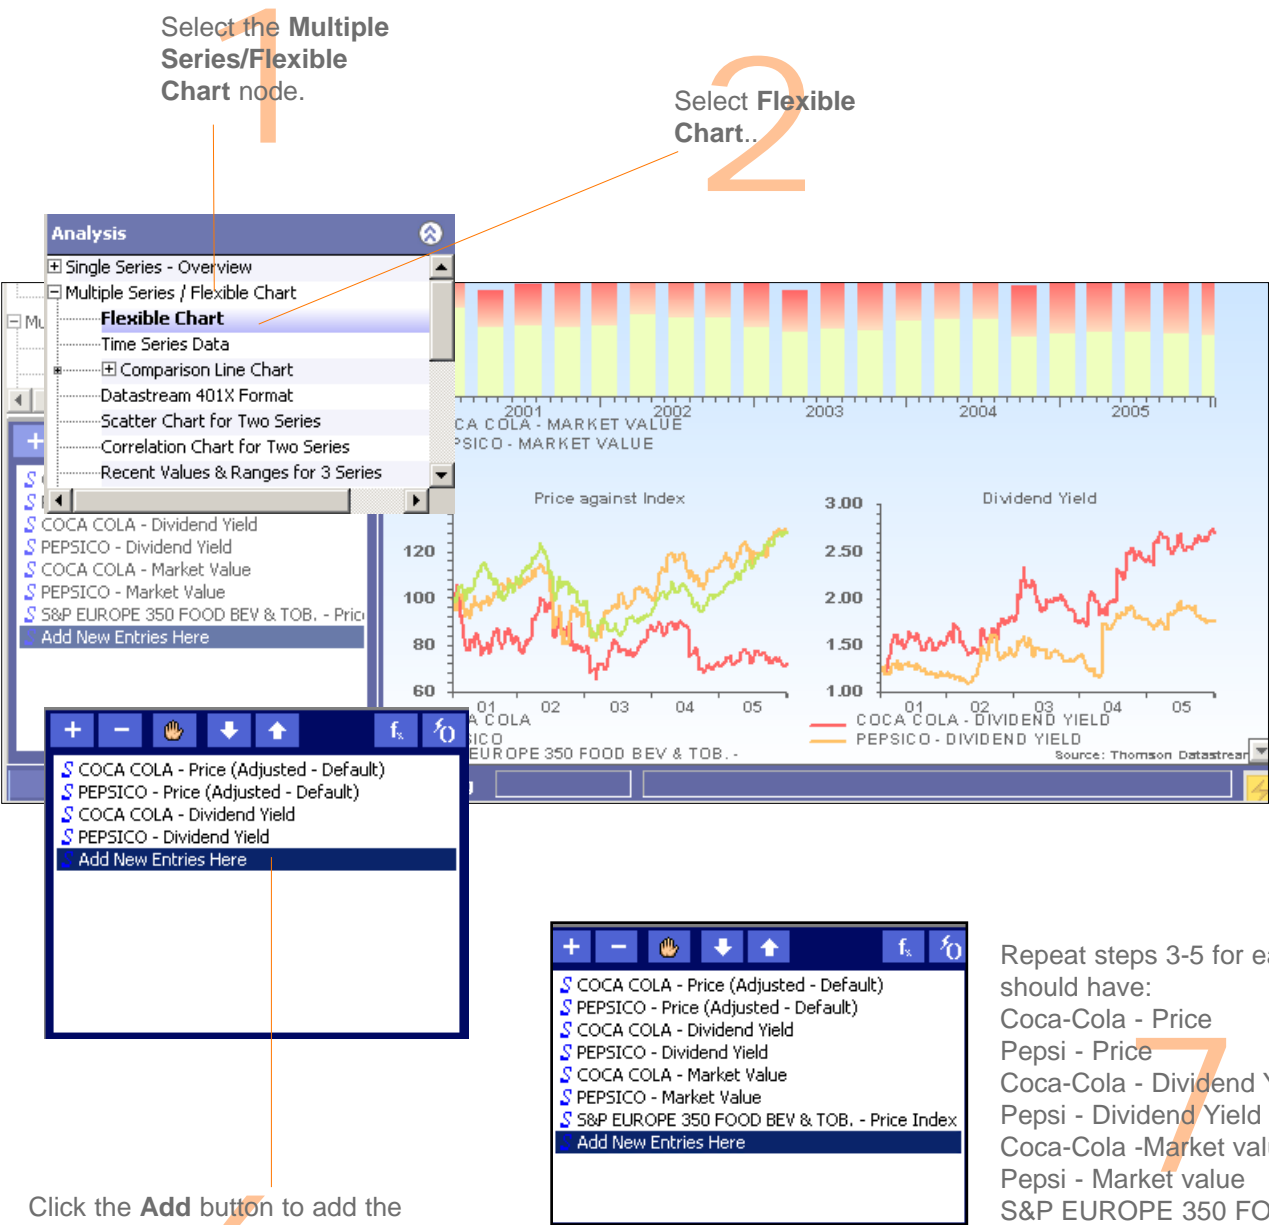 1
Select the Multiple
Series/Flexible
Chart node.
2
Select Flexible
Chart..
Analysis
Single Series - Overview
Multiple Series / Flexible Chart
Flexible Chart
Time Series Data
Comparison Line Chart
Datastream 401X Format
Scatter Chart for Two Series
Correlation Chart for Two Series
Recent Values & Ranges for 3 Series
Mu
2001 2002 2003 2004 2005
CA COLA - MARKET VALUE
PSICO - MARKET VALUE
S COCA COLA - Dividend Yield
S PEPSICO - Dividend Yield
S COCA COLA - Market Value
S PEPSICO - Market Value
S S&P EUROPE 350 FOOD BEV & TOB. - Pric
S Add New Entries Here
Price against Index
120
100
80
60
01 02 03 04 05
A COLA
ICO
EUROPE 350 FOOD BEV & TOB. -
Dividend Yield
3.00
2.50
2.00
1.50
1.00
01 02 03 04 05
COCA COLA - DIVIDEND YIELD
PEPSICO - DIVIDEND YIELD
Source: Thomson Datastrear
S COCA COLA - Price (Adjusted - Default)
S PEPSICO - Price (Adjusted - Default)
S COCA COLA - Dividend Yield
S PEPSICO - Dividend Yield
S Add New Entries Here
Click the Add button to add the
S COCA COLA - Price (Adjusted - Default)
S PEPSICO - Price (Adjusted - Default)
S COCA COLA - Dividend Yield
S PEPSICO - Dividend Yield
S COCA COLA - Market Value
S PEPSICO - Market Value
S S&P EUROPE 350 FOOD BEV & TOB. - Price Index
S Add New Entries Here
7
Repeat steps 3-5 for ea
should have:
Coca-Cola - Price
Pepsi - Price
Coca-Cola - Dividend Y
Pepsi - Dividend Yield
Coca-Cola -Market valu
Pepsi - Market value
S&P EUROPE 350 FO